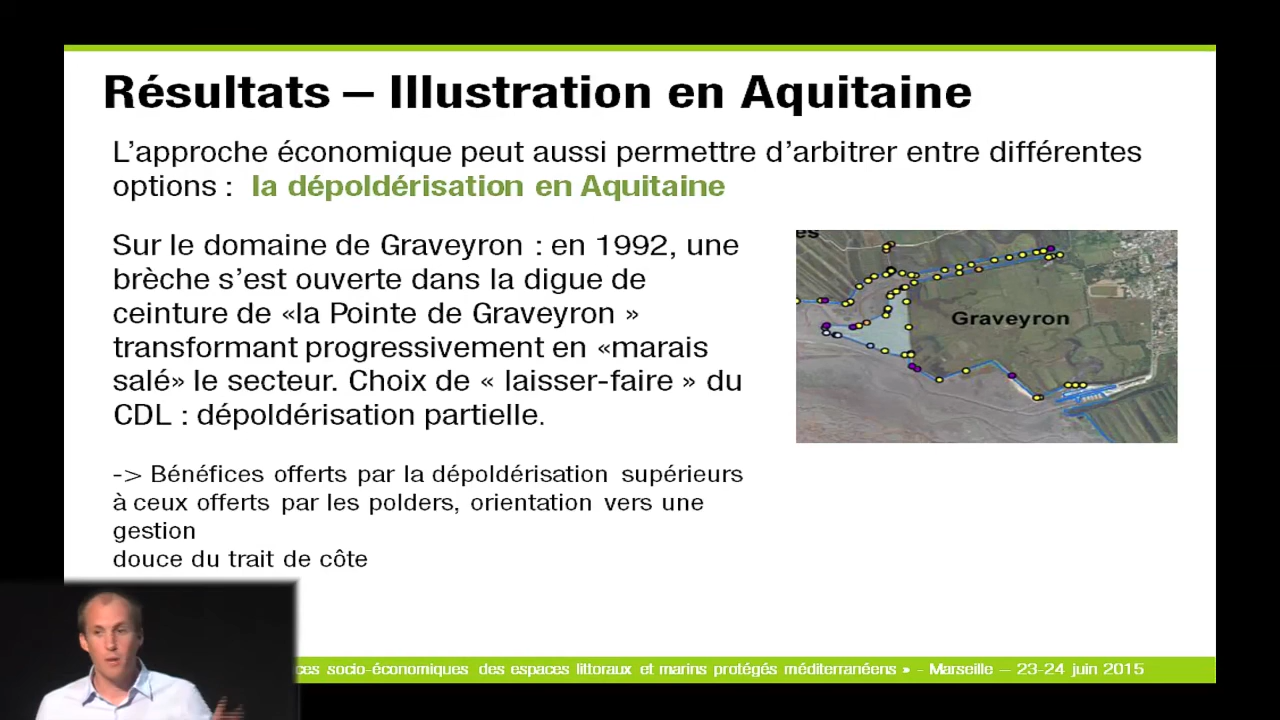 Résultats – Illustration en Aquitaine
L’approche économique peut aussi permettre d’arbitrer entre différentes
options : la dépoldérisation en Aquitaine
Sur le domaine de Graveyron : en 1992, une
brèche s’est ouverte dans la digue de
ceinture de «la Pointe de Graveyron »
transformant progressivement en «marais
salé» le secteur. Choix de « laisser-faire » du
CDL : dépoldérisation partielle.
es
Graveyron
-> Bénéfices offerts par la dépoldérisation supérieurs
à ceux offerts par les polders, orientation vers une
gestion
douce du trait de côte
ces socio-économiques des espaces littoraux et marins protégés méditerranéens » - Marseille – 23-24 juin 2015